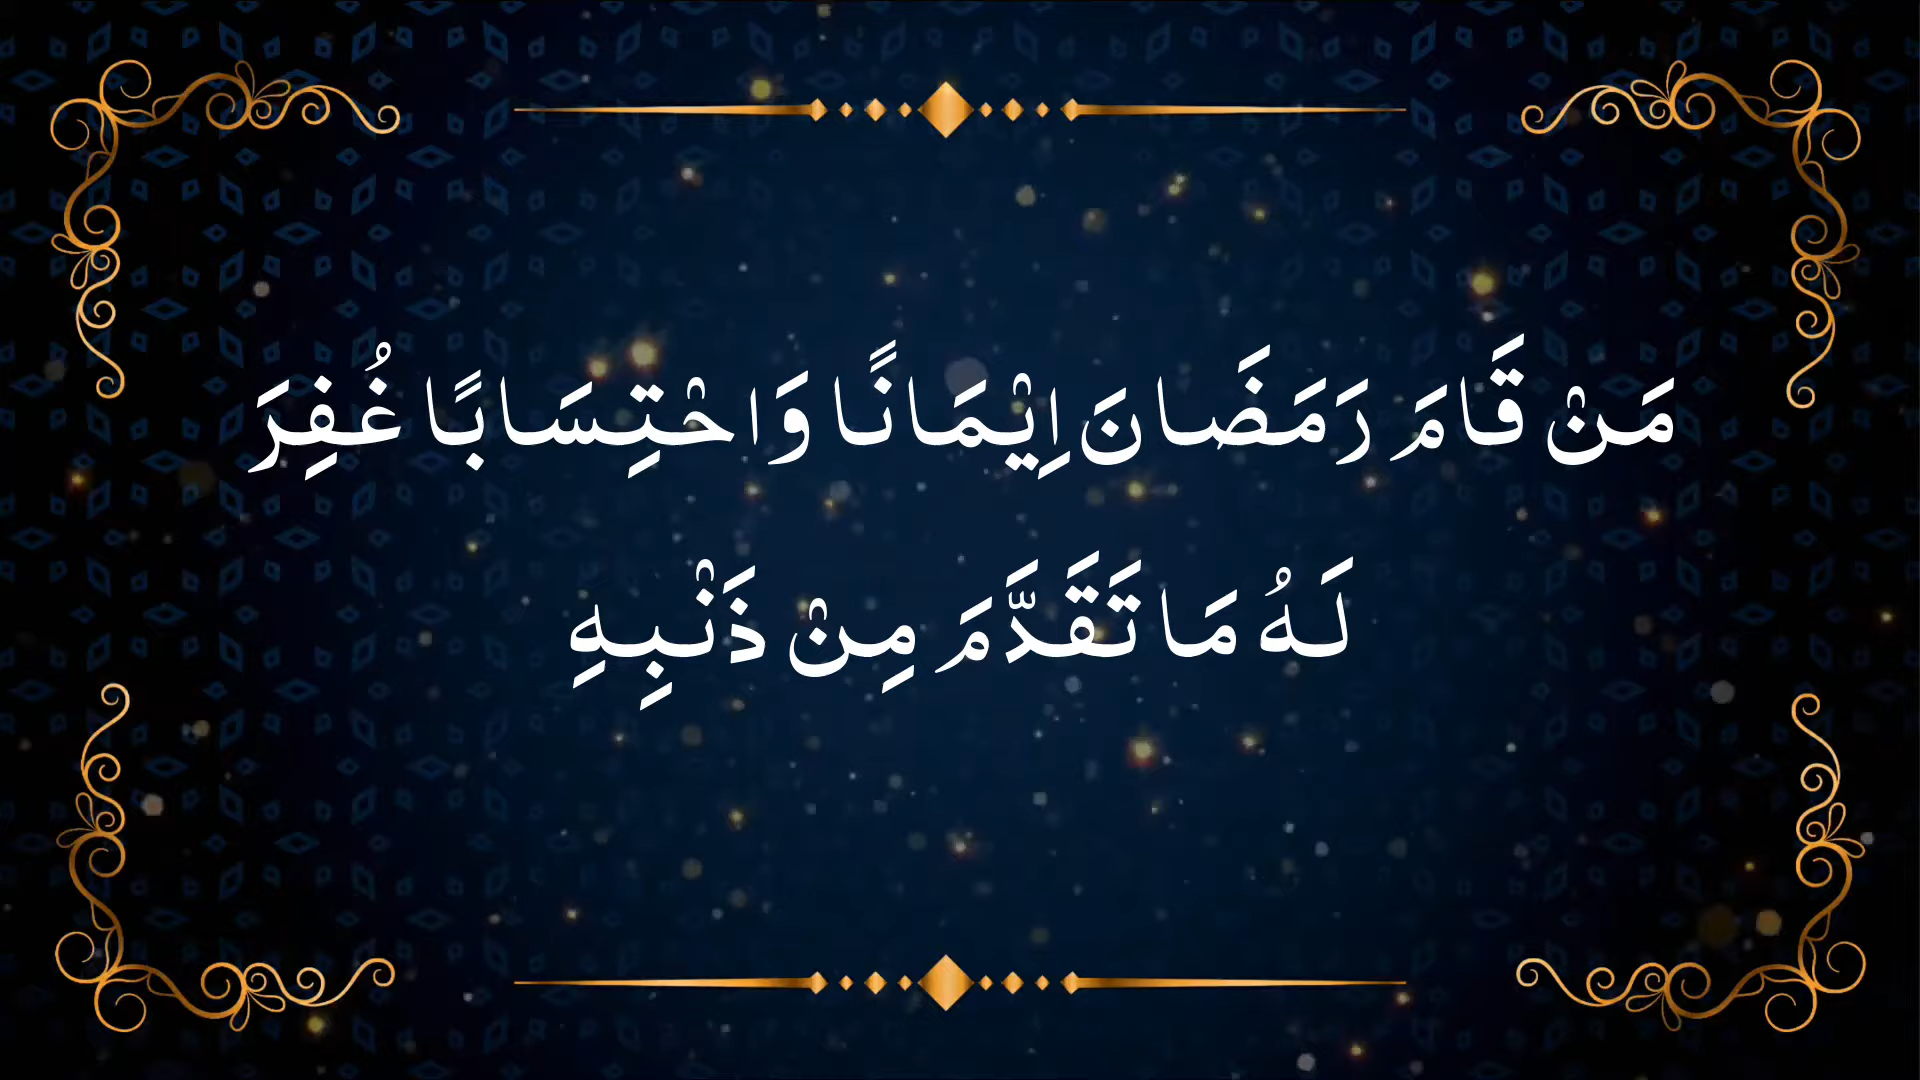 مَنْ قَامَ رَمَضَانَ اِيْمَانًا وَاحْتِسَابًا غُفِرَ
لَهُ مَا تَقَدَّمَ مِنْ ذَنْبِهِ